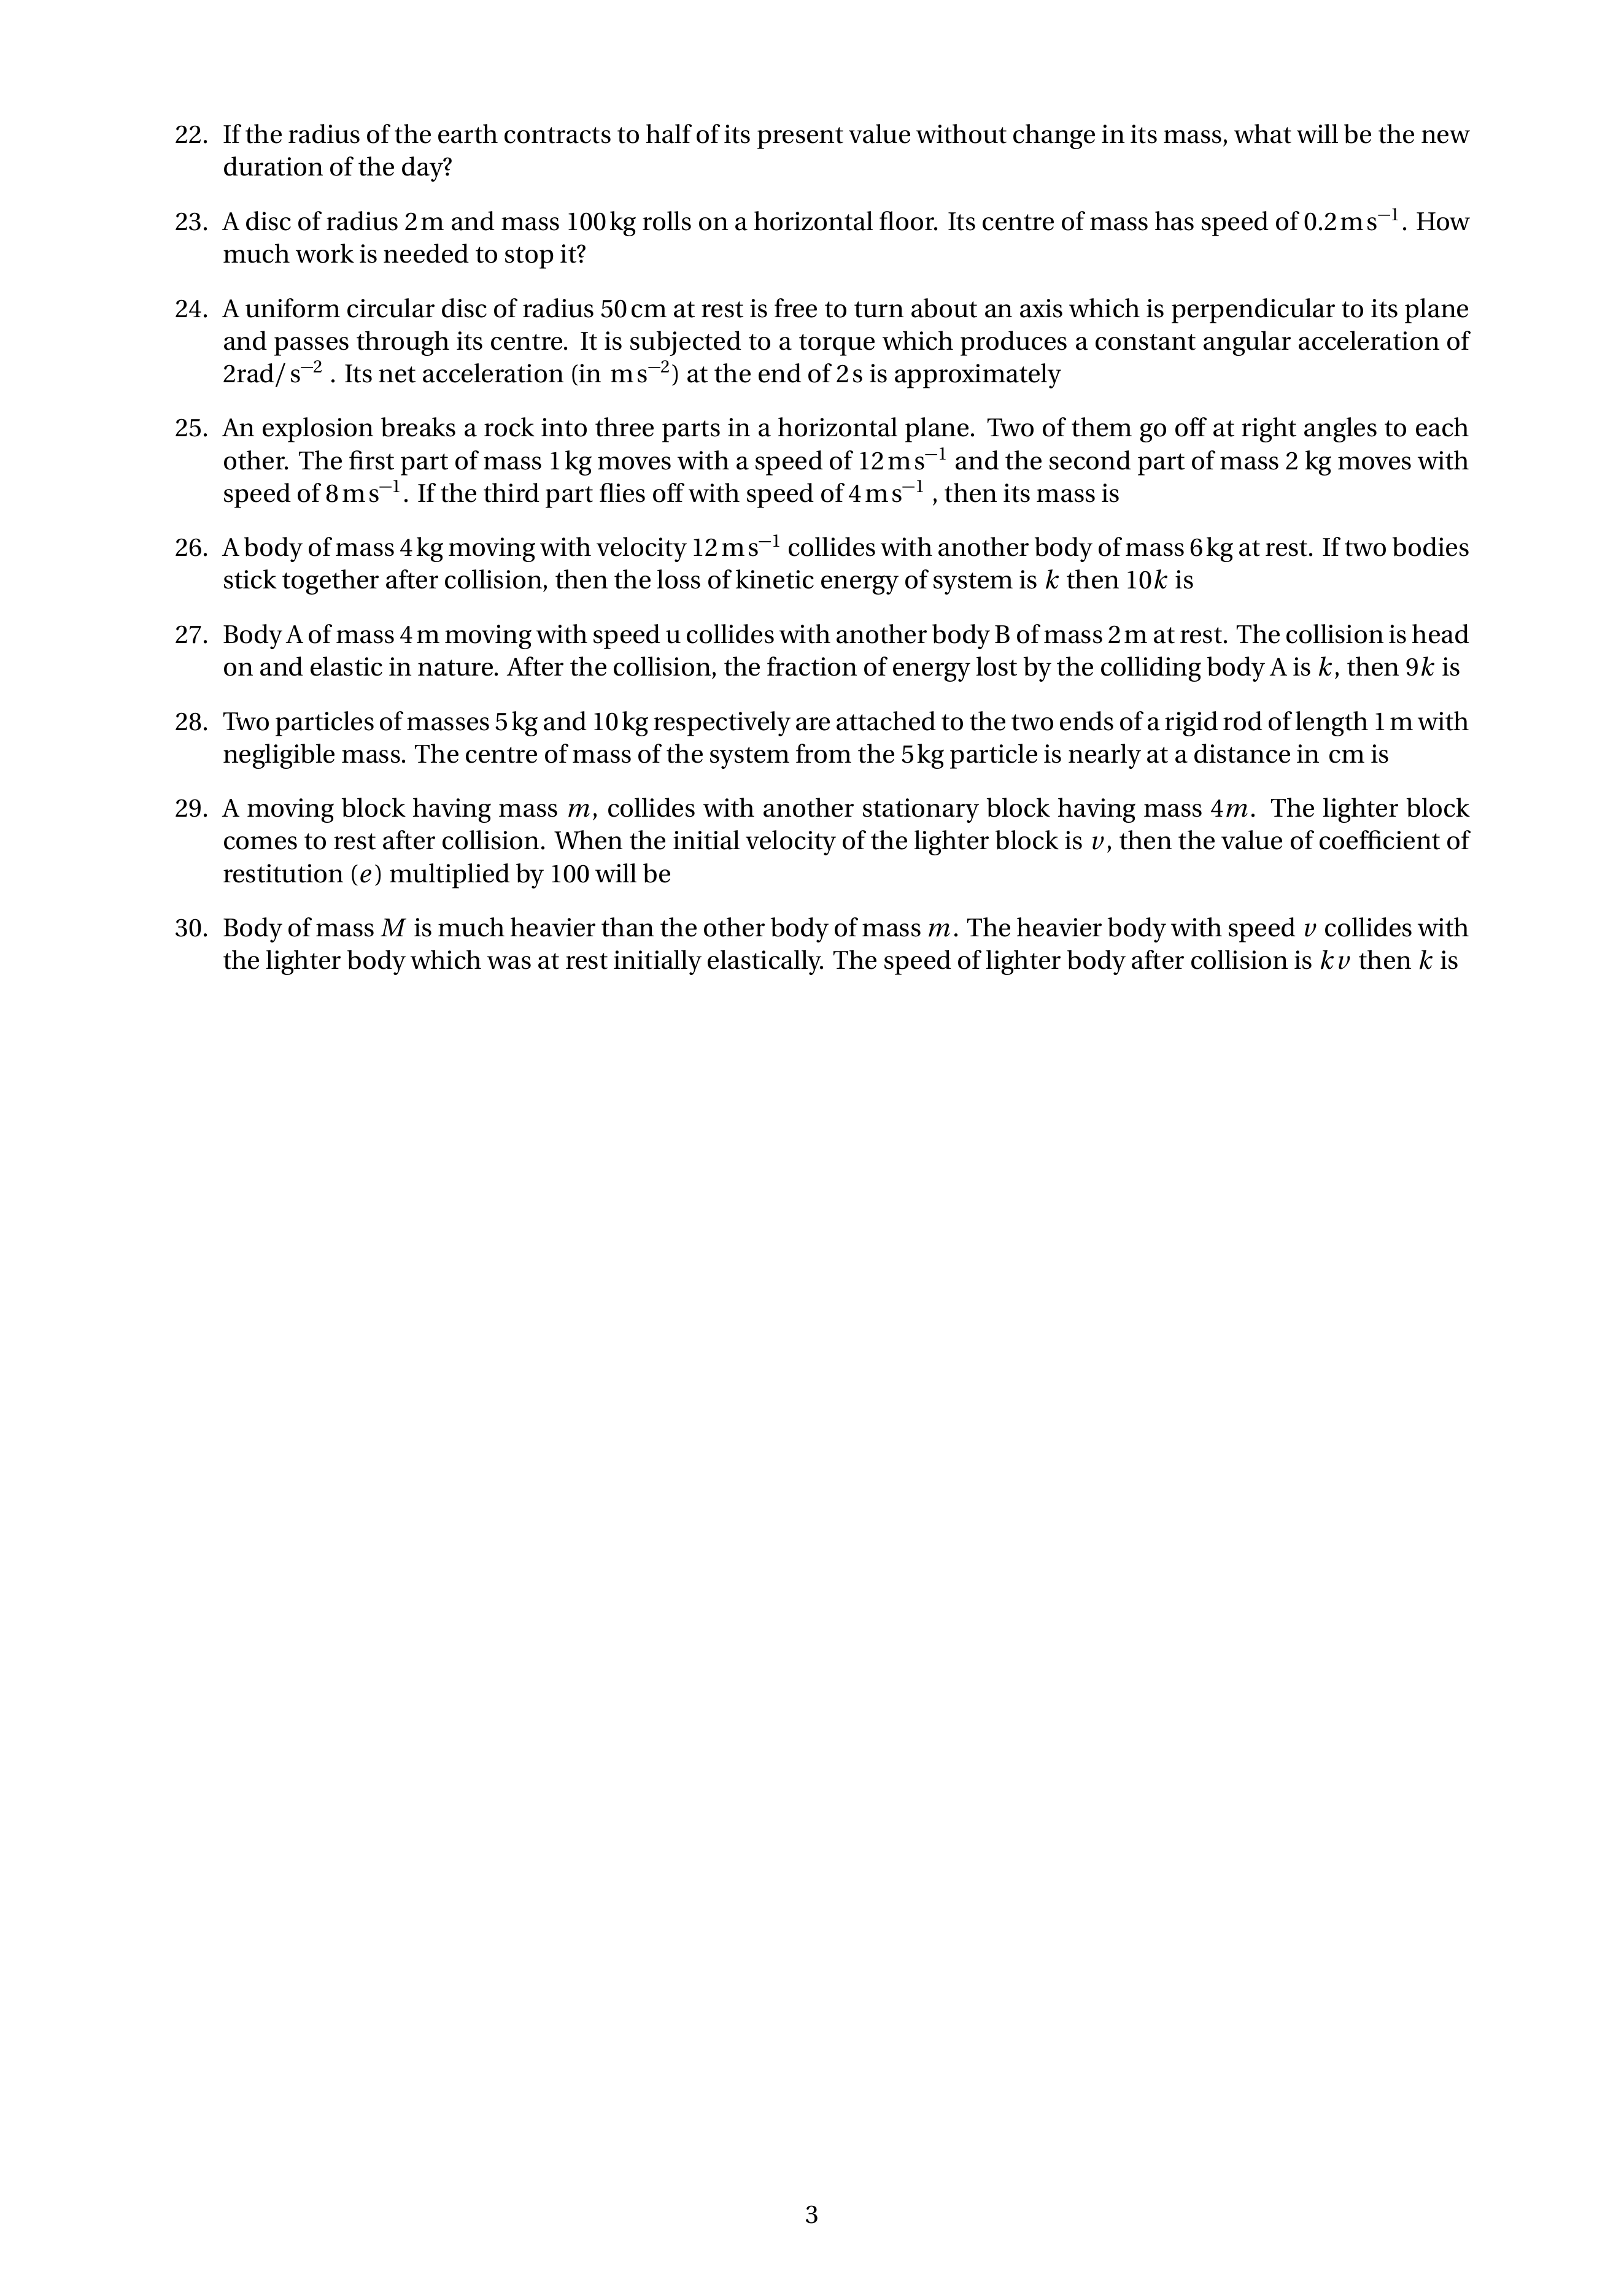 22. If the radius of the earth contracts to half of its present value without change in its mass, what will be the new
duration of the day?
23. A disc of radius 2 m and mass 100 kg rolls on a horizontal floor. Its centre of mass has speed of 0.2 m s⁻¹. How
much work is needed to stop it?
24. A uniform circular disc of radius 50 cm at rest is free to turn about an axis which is perpendicular to its plane
and passes through its centre. It is subjected to a torque which produces a constant angular acceleration of
2rad/ s⁻² . Its net acceleration (in m s⁻²) at the end of 2 s is approximately
25. An explosion breaks a rock into three parts in a horizontal plane. Two of them go off at right angles to each
other. The first part of mass 1 kg moves with a speed of 12 m s⁻¹ and the second part of mass 2 kg moves with
speed of 8 m s⁻¹. If the third part flies off with speed of 4 m s⁻¹ , then its mass is
26. A body of mass 4 kg moving with velocity 12 m s⁻¹ collides with another body of mass 6 kg at rest. If two bodies
stick together after collision, then the loss of kinetic energy of system is k then 10k is
27. Body A of mass 4 m moving with speed u collides with another body B of mass 2 m at rest. The collision is head
on and elastic in nature. After the collision, the fraction of energy lost by the colliding body A is k, then 9k is
28. Two particles of masses 5 kg and 10 kg respectively are attached to the two ends of a rigid rod of length 1 m with
negligible mass. The centre of mass of the system from the 5 kg particle is nearly at a distance in cm is
29. A moving block having mass m, collides with another stationary block having mass 4m. The lighter block
comes to rest after collision. When the initial velocity of the lighter block is v, then the value of coefficient of
restitution (e) multiplied by 100 will be
30. Body of mass M is much heavier than the other body of mass m. The heavier body with speed v collides with
the lighter body which was at rest initially elastically. The speed of lighter body after collision is kv then k is
3